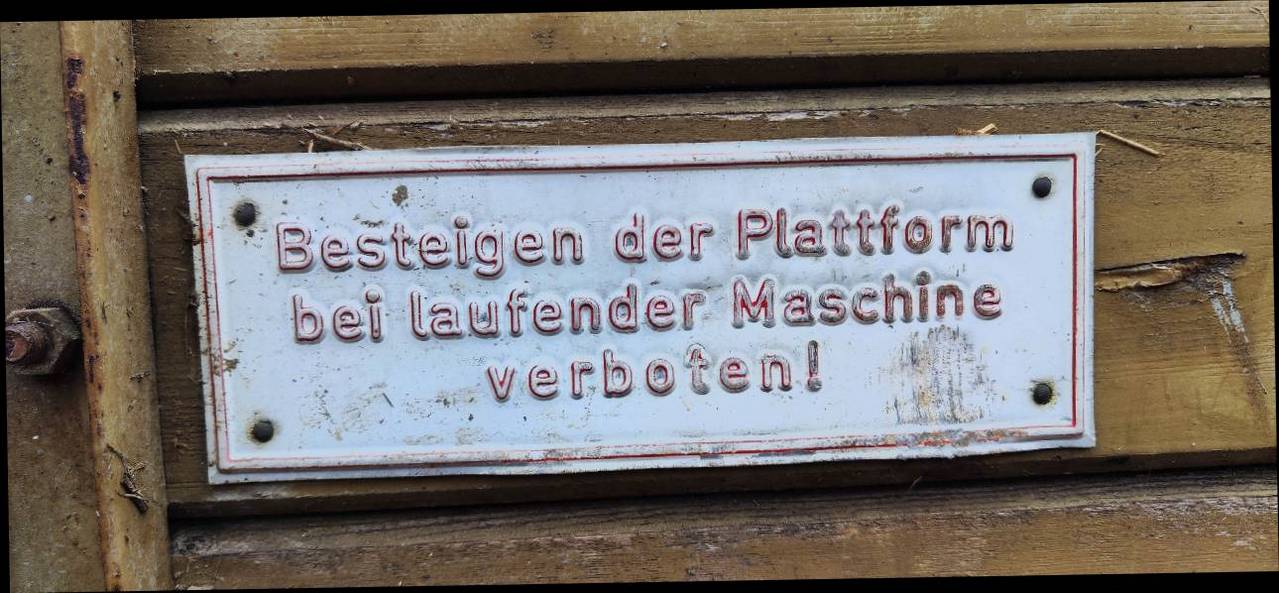 Besteigen der Plattform
bei laufender Maschine
verboten!